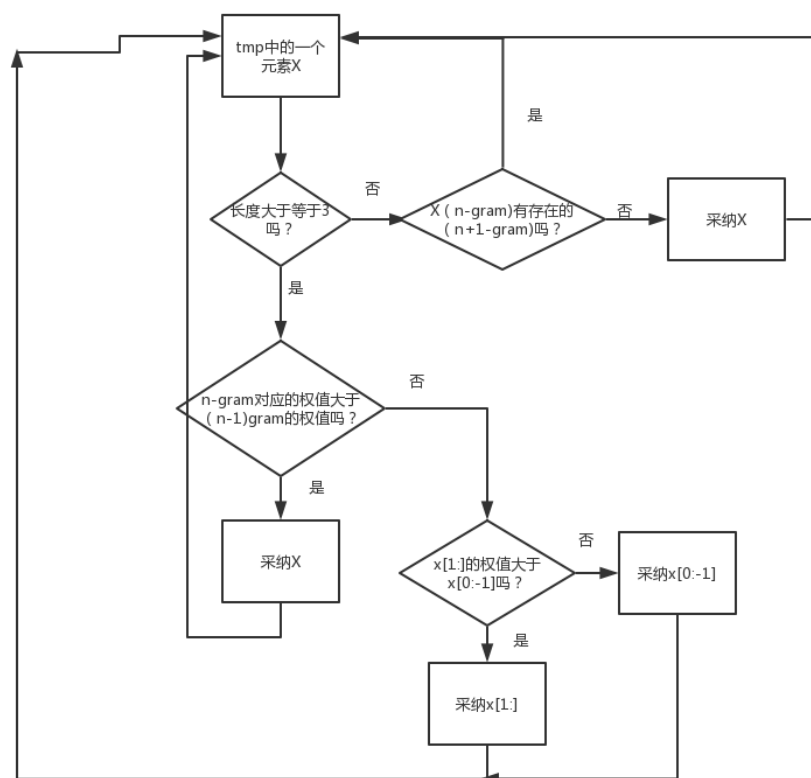 tmp中的一个
元素X
是
长度大于等于3
吗？
否
X（n-gram)有存在的
（n+1-gram)吗？
否
采纳X
是
n-gram对应的权值大于
（n-1)gram的权值吗？
否
是
采纳X
x[1:]的权值大于
x[0:-1]吗？
否
采纳x[0:-1]
是
采纳x[1:]